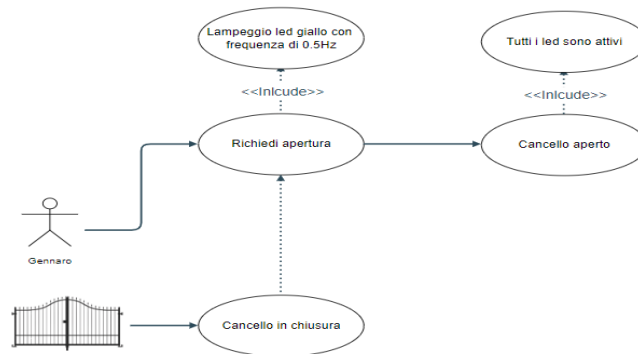 Lampeggio led giallo con
frequenza di 0.5Hz
Tutti i led sono attivi
<<Inlcude>>
<<Inlcude>>
Richiedi apertura
Cancello aperto
Gennaro
Cancello in chiusura